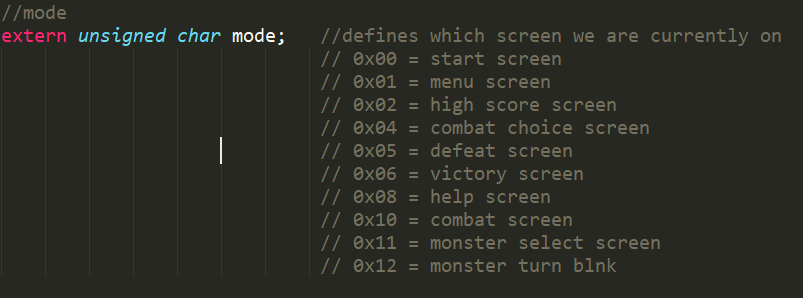 //mode
extern unsigned char mode; //defines which screen we are currently on
// 0x00 = start screen
// 0x01 = menu screen
// 0x02 = high score screen
// 0x04 = combat choice screen
// 0x05 = defeat screen
// 0x06 = victory screen
// 0x08 = help screen
// 0x10 = combat screen
// 0x11 = monster select screen
// 0x12 = monster turn blnk